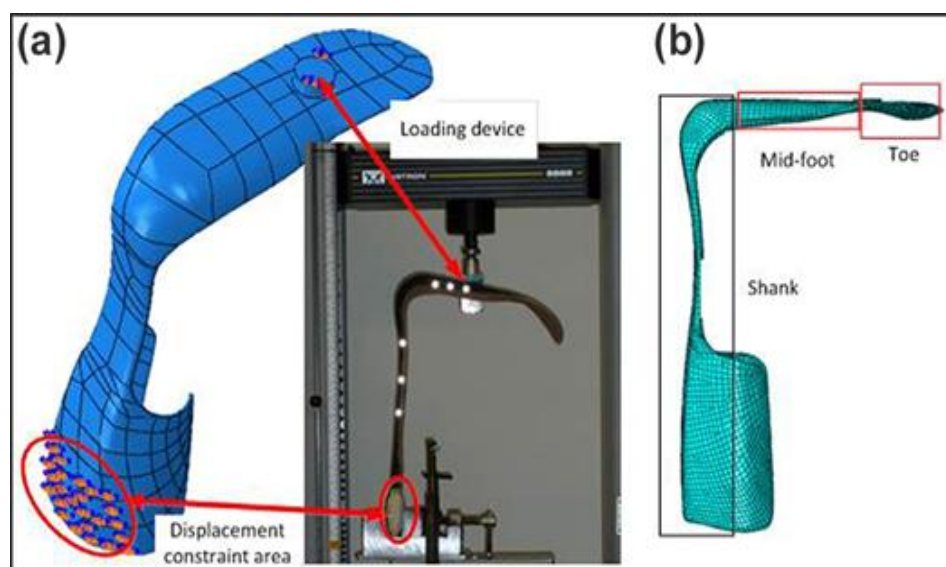 (a)
(b)
Loading device
INSTRON
Mid-foot
Toe
Shank
Displacement
constraint area